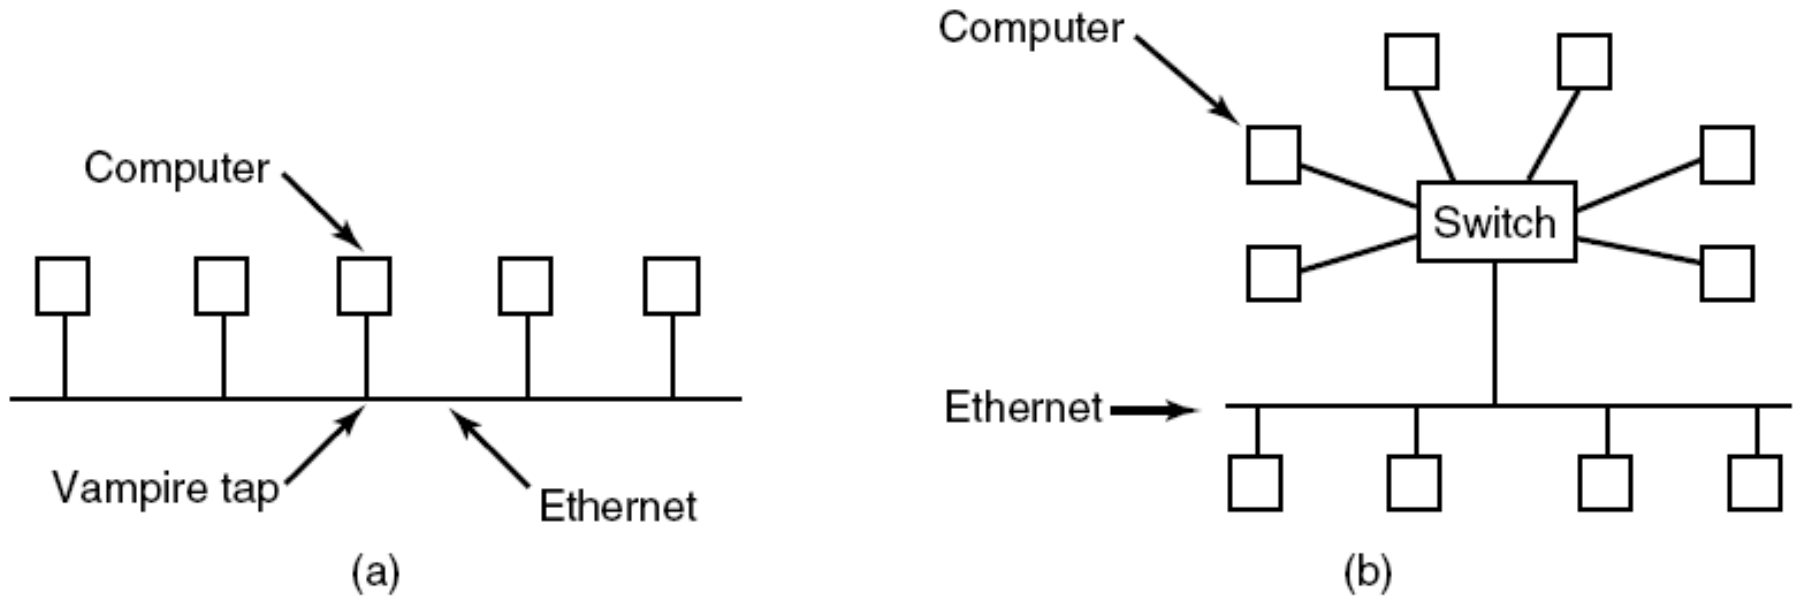 Computer
Vampire tap
Ethernet
(a)
Computer
Switch
Ethernet
(b)